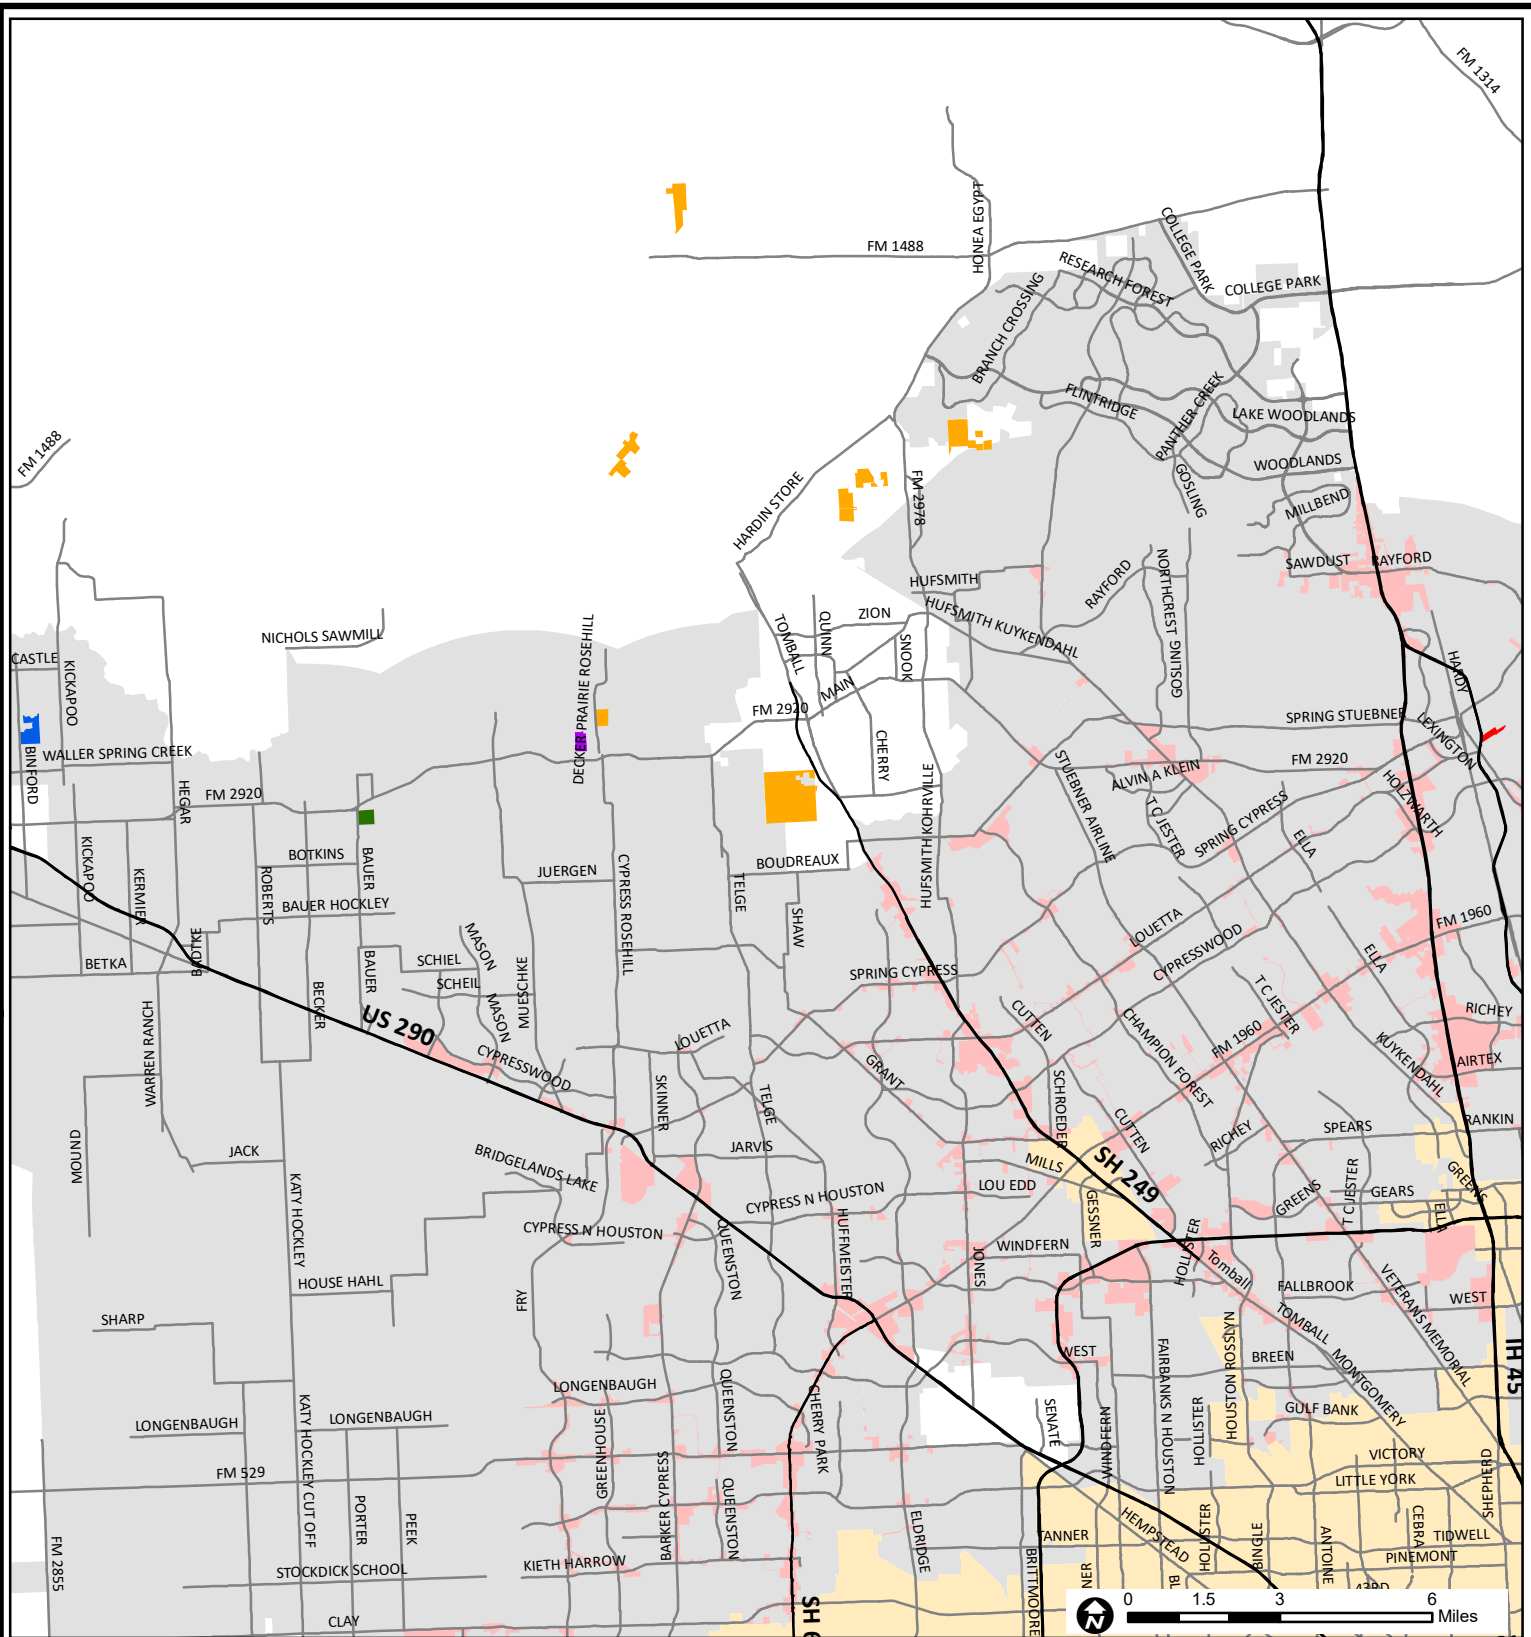 FM 1314
HONEA EGYPT
COLLEGE PARK
FM 1488
RESEARCH FOREST
COLLEGE PARK
BRANCH CROSSING
FLINTRIDGE
PANTHER CREEK
LAKE WOODLANDS
FM 1488
WOODLANDS
GOSLING
HARDIN STORE
FM 2978
MILLBEND
SAWDUST
RAYFORD
HUFSMITH
RAYFORD
NORTHCREST
GOSLING
HUFSMITH KUYKENDAHL
ZION
QUINN
TOMBALL
SNOOK
NICHOLS SAWMILL
DECKER PRAIRIE ROSEHILL
CASTLE
KICKAPOO
HARDY
MAIN
FM 2920
SPRING STUEBNER
LEXINGTON
BINFORD
WALLER SPRING CREEK
CHERRY
FM 2920
HEGAR
FM 2920
STUEBNER AIRLINE
ALVIN A KLEIN
HOLZWARTH
HUFSMITH KOHRVILLE
T C JESTER
SPRING CYPRESS
ELLA
KICKAPOO
KERMIER
ROBERTS
BOTKINS
BAUER
JUERGEN
CYPRESS ROSEHILL
TELGE
BOUDREAUX
BAUER HOCKLEY
SHAW
LOUETTA
CYPRESSWOOD
FM 1960
BADTKE
BETKA
MASON
SCHIEL
BAUER
SCHEIL
MASON
MUESCHKE
SPRING CYPRESS
ELLA
T C JESTER
BECKER
US 290
WARREN RANCH
CUTTEN
CHAMPION FOREST
FM 1960
RICHEY
KUYKENDAHL
AIRTEX
LOUETTA
CYPRESSWOOD
GRANT
SKINNER
TELGE
SCHROEDER
CUTTEN
RICHEY
SPEARS
RANKIN
MOUND
JACK
BRIDGELANDS LAKE
JARVIS
MILLS
SH 249
LOU EDD
GREENS
GEARS
GREENS
T C JESTER
ELLA
KATY HOCKLEY
CYPRESS N HOUSTON
CYPRESS N HOUSTON
HUFFMEISTER
GESSNER
QUEENSTON
JONES
WINDFERN
HOLLISTER
Tomball
FALLBROOK
VETERANS MEMORIAL
WEST
HOUSE HAHL
FRY
SHARP
TOMBALL
MONTGOMERY
HOUSTON ROSSLYN
FAIRBANKS N HOUSTON
WEST
BREEN
IH 45
LONGENBAUGH
QUEENSTON
CHERRY PARK
SENATE
WINDFERN
HOLLISTER
GULF BANK
LONGENBAUGH
KATY HOCKLEY CUT OFF
LONGENBAUGH
GREENHOUSE
VICTORY
FM 529
BARKER CYPRESS
QUEENSTON
LITTLE YORK
SHEPHERD
PORTER
PEEK
ELDRIDGE
TANNER
HEMPSTEAD
HOLLISTER
BINGLE
ANTOINE
CEBRA
TIDWELL
PINEMONT
FM 2855
STOCKDICK SCHOOL
KIETH HARROW
BRITTMOORE
CLAY
SH 6
N
0 1.5 3 6
Miles